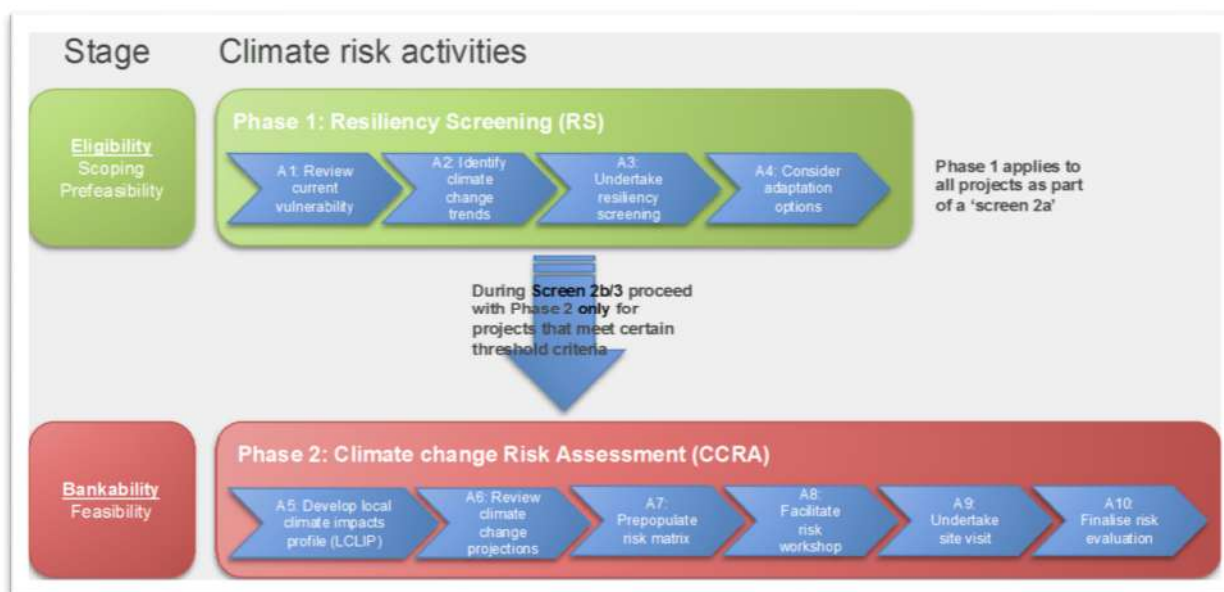 Stage
Climate risk activities
Eligibility
Scoping
Prefeasibility
Phase 1: Resiliency Screening (RS)
A1: Review
current
vulnerability
A2: Identify
climate
change
trends
A3:
Undertake
resiliency
screening
A4: Consider
adaptation
options
Phase 1 applies to
all projects as part
of a ‘screen 2a’
During Screen 2b/3 proceed
with Phase 2 only for
projects that meet certain
threshold criteria
Bankability
Feasibility
Phase 2: Climate change Risk Assessment (CCRA)
A5: Develop local
climate impacts
profile (LCLIP)
A6: Review
climate
change
projections
A7:
Prepopulate
risk matrix
A8:
Facilitate
risk
workshop
A9:
Undertake
site visit
A10:
Finalise risk
evaluation